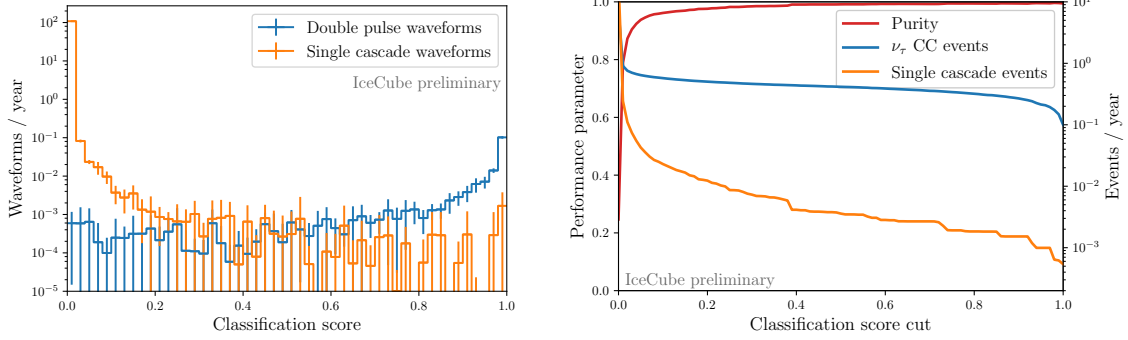 Double pulse waveforms
Single cascade waveforms
IceCube preliminary
Waveforms / year
10²
10¹
10⁰
10⁻¹
10⁻²
10⁻³
10⁻⁴
10⁻⁵
0.0 0.2 0.4 0.6 0.8 1.0
Classification score
Purity
ν_τ CC events
Single cascade events
IceCube preliminary
Performance parameter
1.0
0.8
0.6
0.4
0.2
0.0
10¹
10⁰
10⁻¹
10⁻²
10⁻³
Events / year
0.0 0.2 0.4 0.6 0.8 1.0
Classification score cut